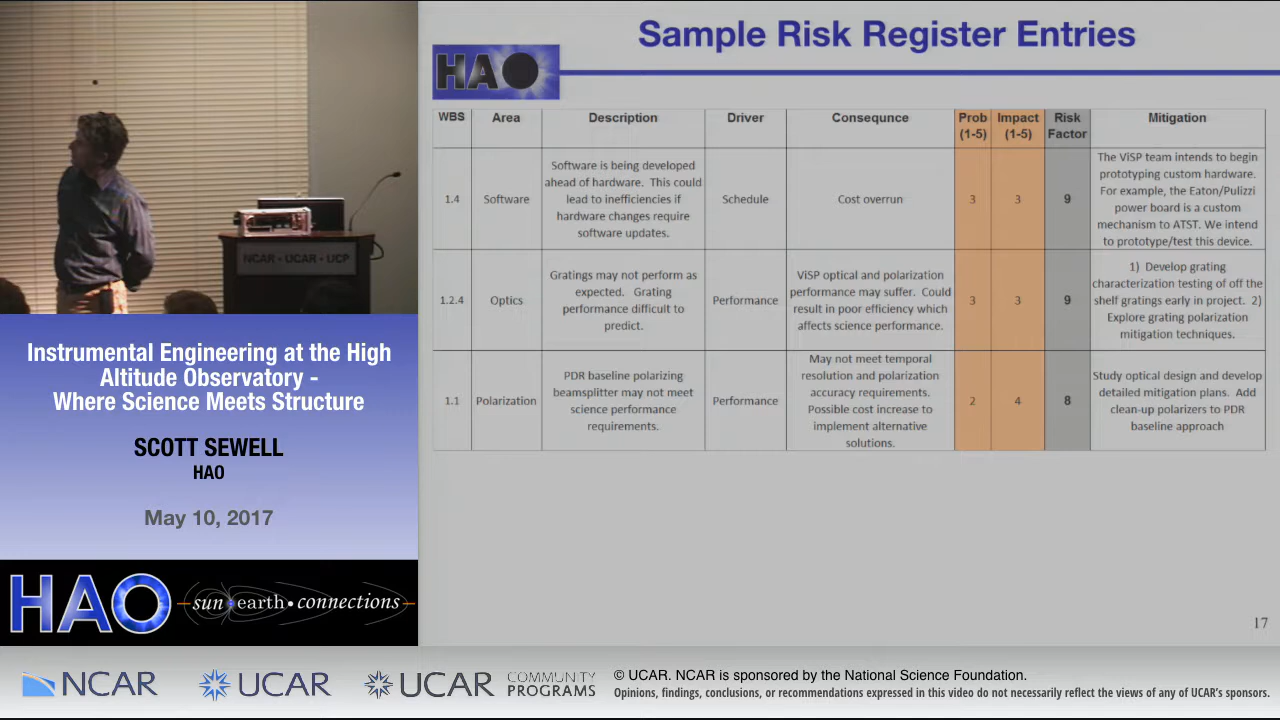 NCAR • UCAR • UCP
Instrumental Engineering at the High
Altitude Observatory -
Where Science Meets Structure
SCOTT SEWELL
HAO
May 10, 2017
HAO
sun • earth • connections
Sample Risk Register Entries
HAO
WBS Area Description Driver Consequnce Prob (1-5) Impact (1-5) Risk Factor Mitigation
1.4
Software
Software is being developed
ahead of hardware. This could
lead to inefficiencies if
hardware changes require
software updates.
Schedule
Cost overrun
3
3
9
The ViSP team intends to begin
prototyping custom hardware.
For example, the Eaton/Pulizzi
power board is a custom
mechanism to ATST. We intend
to prototype/test this device.
1.2.4
Optics
Gratings may not perform as
expected. Grating
performance difficult to
predict.
Performance
ViSP optical and polarization
performance may suffer. Could
result in poor efficiency which
affects science performance.
3
3
9
1) Develop grating
characterization testing of off the
shelf gratings early in project. 2)
Explore grating polarization
mitigation techniques.
1.1
Polarization
PDR baseline polarizing
beamsplitter may not meet
science performance
requirements.
Performance
May not meet temporal
resolution and polarization
accuracy requirements.
Possible cost increase to
implement alternative
solutions.
2
4
8
Study optical design and develop
detailed mitigation plans. Add
clean-up polarizers to PDR
baseline approach
17
NCAR
UCAR
UCAR COMMUNITY PROGRAMS
© UCAR. NCAR is sponsored by the National Science Foundation.
Opinions, findings, conclusions, or recommendations expressed in this video do not necessarily reflect the views of any of UCAR's sponsors.